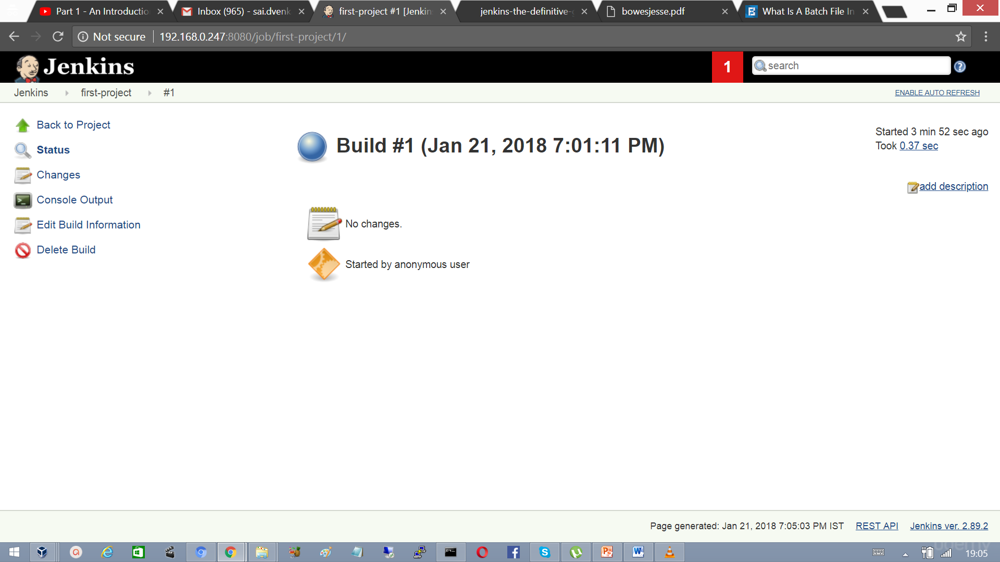 Part 1 - An Introductio
Inbox (965) - sai.dvenk
first-project #1 [Jenkin
jenkins-the-definitive-g
bowesjesse.pdf
What Is A Batch File In
Not secure
192.168.0.247:8080/job/first-project/1/
Jenkins
1
search
Jenkins
first-project
#1
ENABLE AUTO REFRESH
Back to Project
Status
Changes
Console Output
Edit Build Information
Delete Build
Build #1 (Jan 21, 2018 7:01:11 PM)
Started 3 min 52 sec ago
Took 0.37 sec
add description
No changes.
Started by anonymous user
Page generated: Jan 21, 2018 7:05:03 PM IST
REST API
Jenkins ver. 2.89.2
udemy
19:05